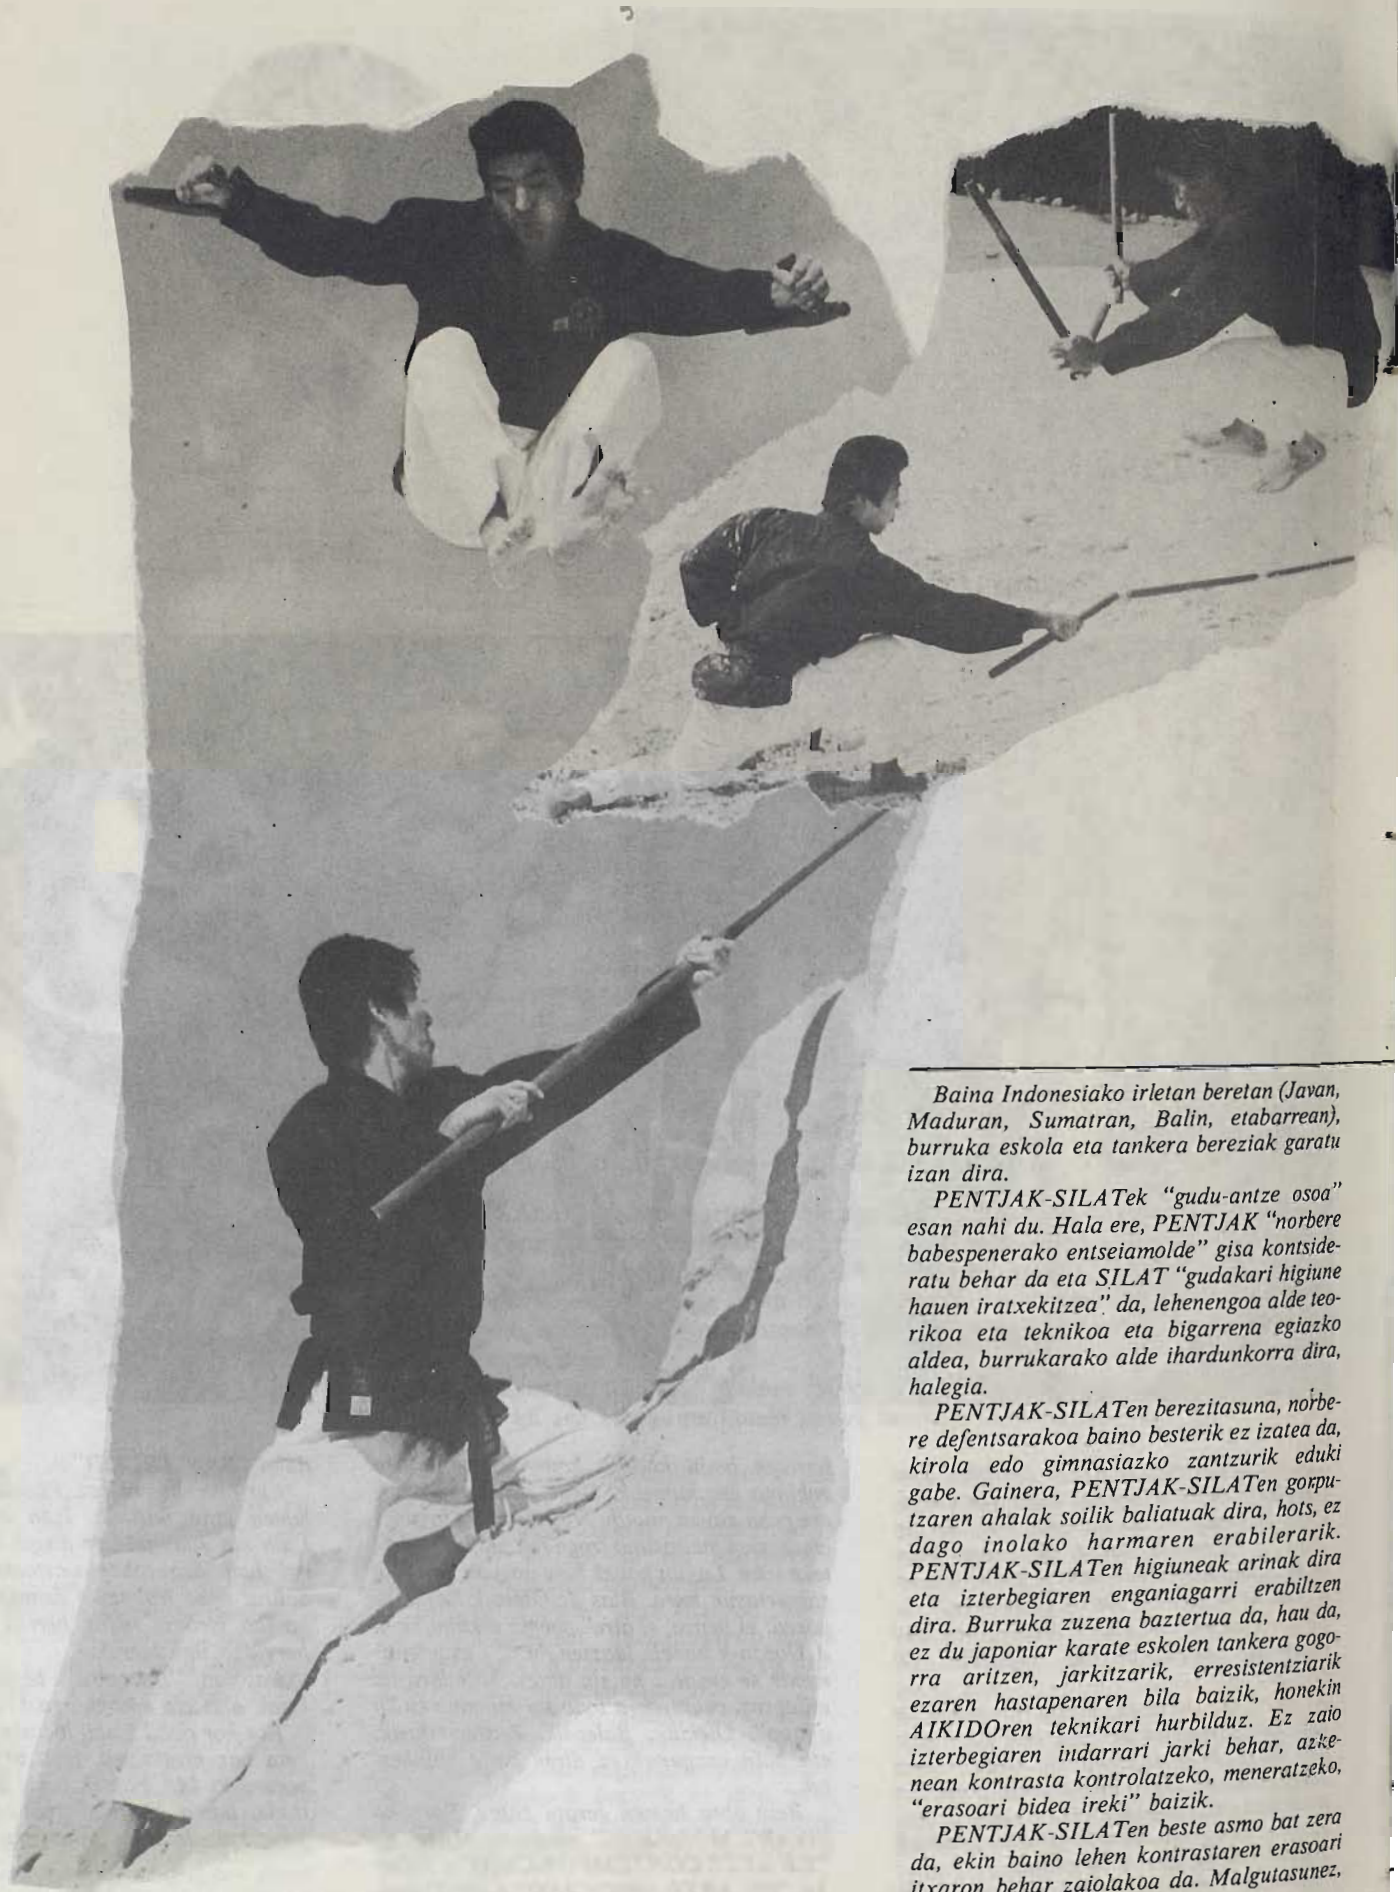 Baina Indonesiako irletan beretan (Javan,
Maduran, Sumatran, Balin, etabarrean),
burruka eskola eta tankera bereziak garatu
izan dira.
PENTJAK-SILATek “gudu-antze osoa”
esan nahi du. Hala ere, PENTJAK “norbere
babespenerako entseiamolde” gisa kontside-
ratu behar da eta SILAT “gudakari higiune
hauen iratxekitzea” da, lehenengoa alde teo-
rikoa eta teknikoa eta bigarrena egiazko
aldea, burrukarako alde ihardunkorra dira,
halegia.
PENTJAK-SILATen berezitasuna, norbe-
re defentsarakoa baino besterik ez izatea da,
kirola edo gimnasiazko zantzurik eduki
gabe. Gainera, PENTJAK-SILATen gorpu-
tzaren ahalak soilik baliatuak dira, hots, ez
dago inolako harmaren erabilerarik.
PENTJAK-SILATen higiuneak arinak dira
eta izterbegiaren enganiagarri erabiltzen
dira. Burruka zuzena baztertua da, hau da,
ez du japoniar karate eskolen tankera gogo-
rra aritzen, jarkitzarik, erresistentziarik
ezaren hastapenaren bila baizik, honekin
AIKIDOren teknikari hurbilduz. Ez zaio
izterbegiaren indarrari jarki behar, azke-
nean kontrasta kontrolatzeko, meneratzeko,
“erasoari bidea ireki” baizik.
PENTJAK-SILATen beste asmo bat zera
da, ekin baino lehen kontrastaren erasoari
itxaron behar zaiolakoa da. Malgutasunez,